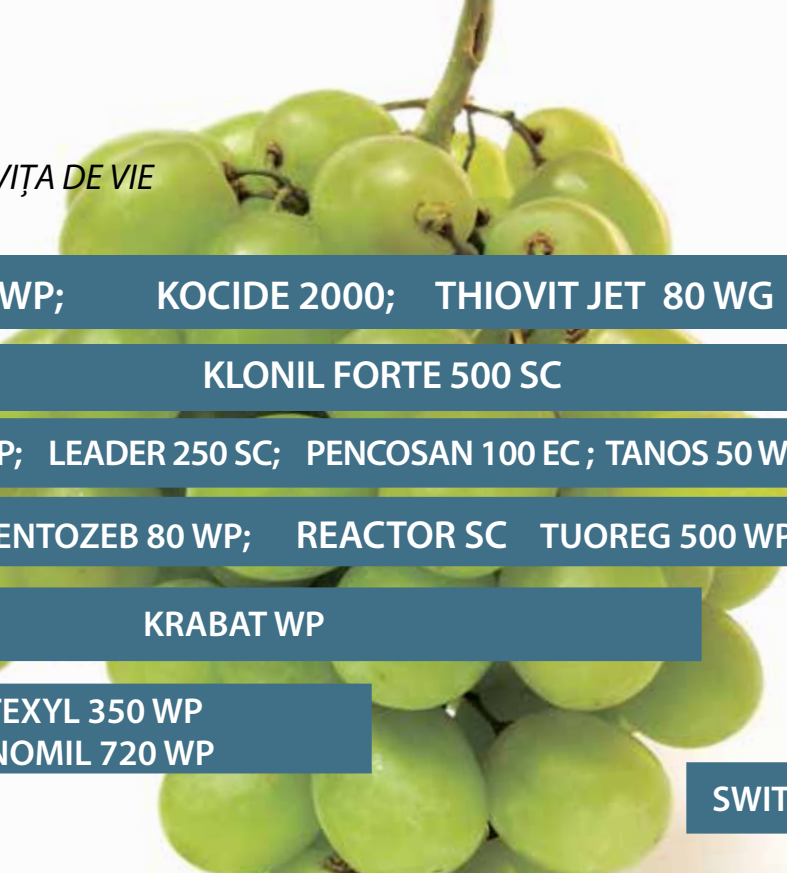 VIȚA DE VIE
WP; KOCIDE 2000; THIOVIT JET 80 WG
KLONIL FORTE 500 SC
P; LEADER 250 SC; PENCOSAN 100 EC ; TANOS 50 W
ENTOZEB 80 WP; REACTOR SC TUOREG 500 WP
KRABAT WP
TEXYL 350 WP
NOMIL 720 WP
SWIT